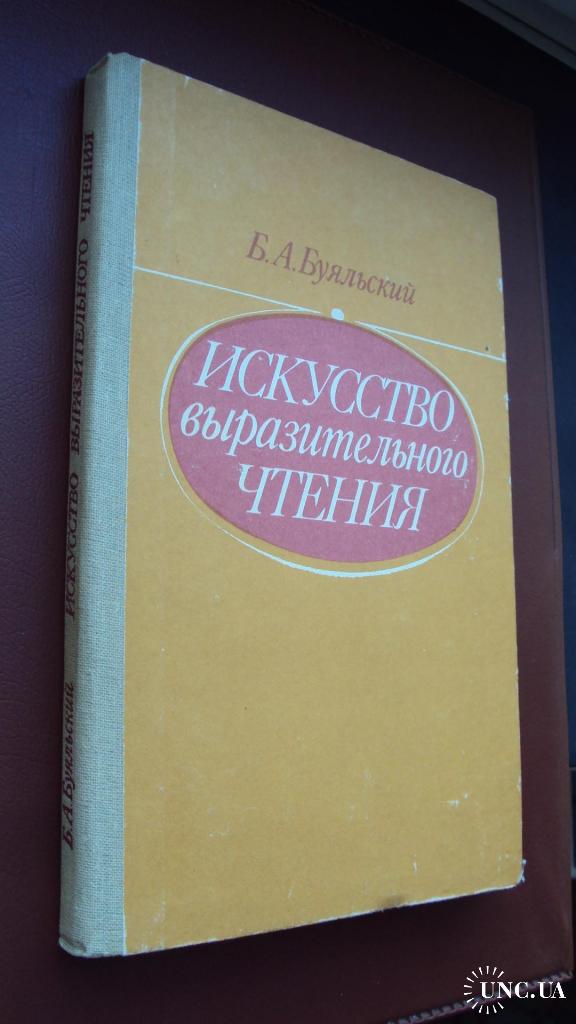 Б. А. Буяльский
ИСКУССТВО
выразительного
ЧТЕНИЯ
Б. А. Буяльский ИСКУССТВО ВЫРАЗИТЕЛЬНОГО ЧТЕНИЯ
UNC.UA